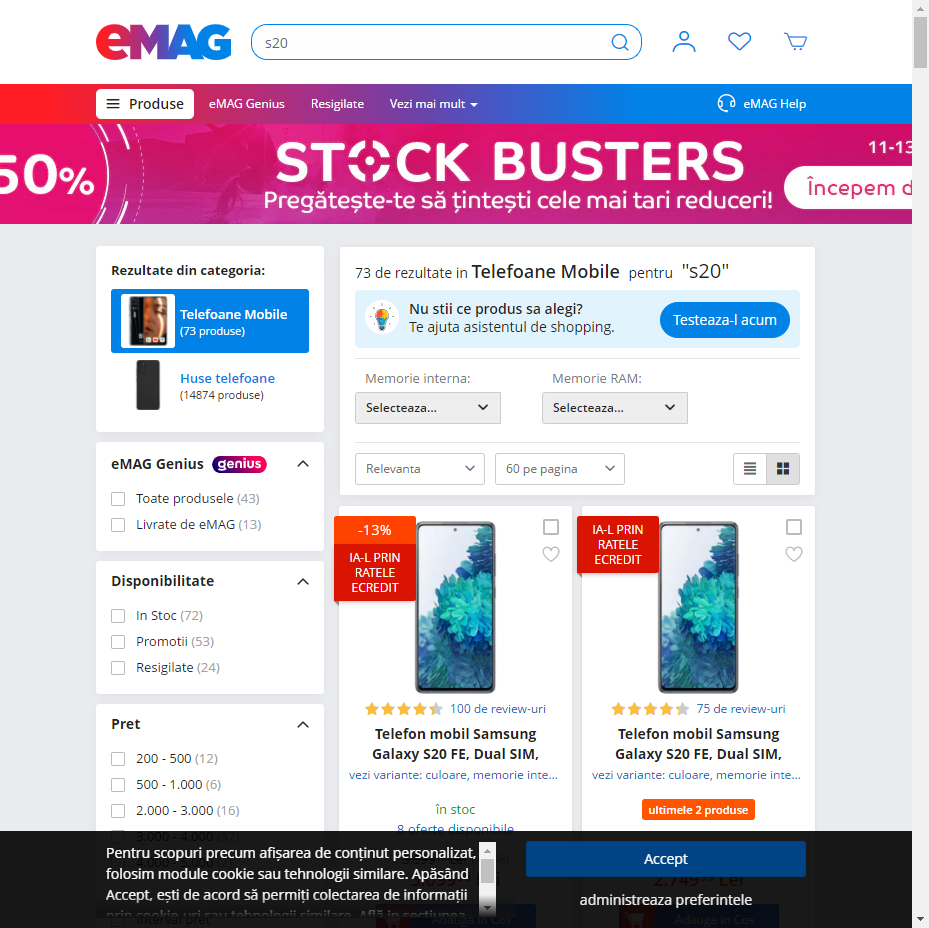 eMAG
s20
Produse
eMAG Genius
Resigilate
Vezi mai mult
eMAG Help
50%
STOCK BUSTERS
Pregătește-te să țintești cele mai tari reduceri!
11-13
Începem d
Rezultate din categoria:
Telefoane Mobile
(73 produse)
Huse telefoane
(14874 produse)
eMAG Genius genius
Toate produsele (43)
Livrate de eMAG (13)
Disponibilitate
In Stoc (72)
Promotii (53)
Resigilate (24)
Pret
200 - 500 (12)
500 - 1.000 (6)
2.000 - 3.000 (16)
73 de rezultate in Telefoane Mobile pentru "s20"
Nu stii ce produs sa alegi?
Te ajuta asistentul de shopping.
Testeaza-l acum
Memorie interna:
Memorie RAM:
Selecteaza...
Selecteaza...
Relevanta
60 pe pagina
-13%
IA-L PRIN
RATELE
ECREDIT
100 de review-uri
Telefon mobil Samsung
Galaxy S20 FE, Dual SIM,
vezi variante: culoare, memorie inte...
în stoc
8 oferte disponibile
IA-L PRIN
RATELE
ECREDIT
75 de review-uri
Telefon mobil Samsung
Galaxy S20 FE, Dual SIM,
vezi variante: culoare, memorie inte...
ultimele 2 produse
Pentru scopuri precum afișarea de conținut personalizat,
folosim module cookie sau tehnologii similare. Apăsând
Accept, ești de acord să permiți colectarea de informații
prin cookie-uri sau tehnologii similare. Află in sectiunea
Accept
administreaza preferintele
2.749 Lei
Adauga in Cos
Adauga in Cos